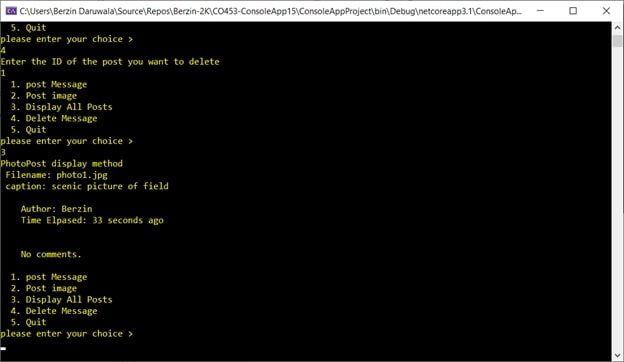 C:\Users\Berzin Daruwala\Source\Repos\Berzin-2K\CO453-ConsoleApp15\ConsoleAppProject\bin\Debug\netcoreapp3.1\ConsoleAp...
5. Quit
please enter your choice >
4
Enter the ID of the post you want to delete
1
1. post Message
2. Post image
3. Display All Posts
4. Delete Message
5. Quit
please enter your choice >
3
PhotoPost display method
Filename: photo1.jpg
caption: scenic picture of field
Author: Berzin
Time Elpased: 33 seconds ago
No comments.
1. post Message
2. Post image
3. Display All Posts
4. Delete Message
5. Quit
please enter your choice >